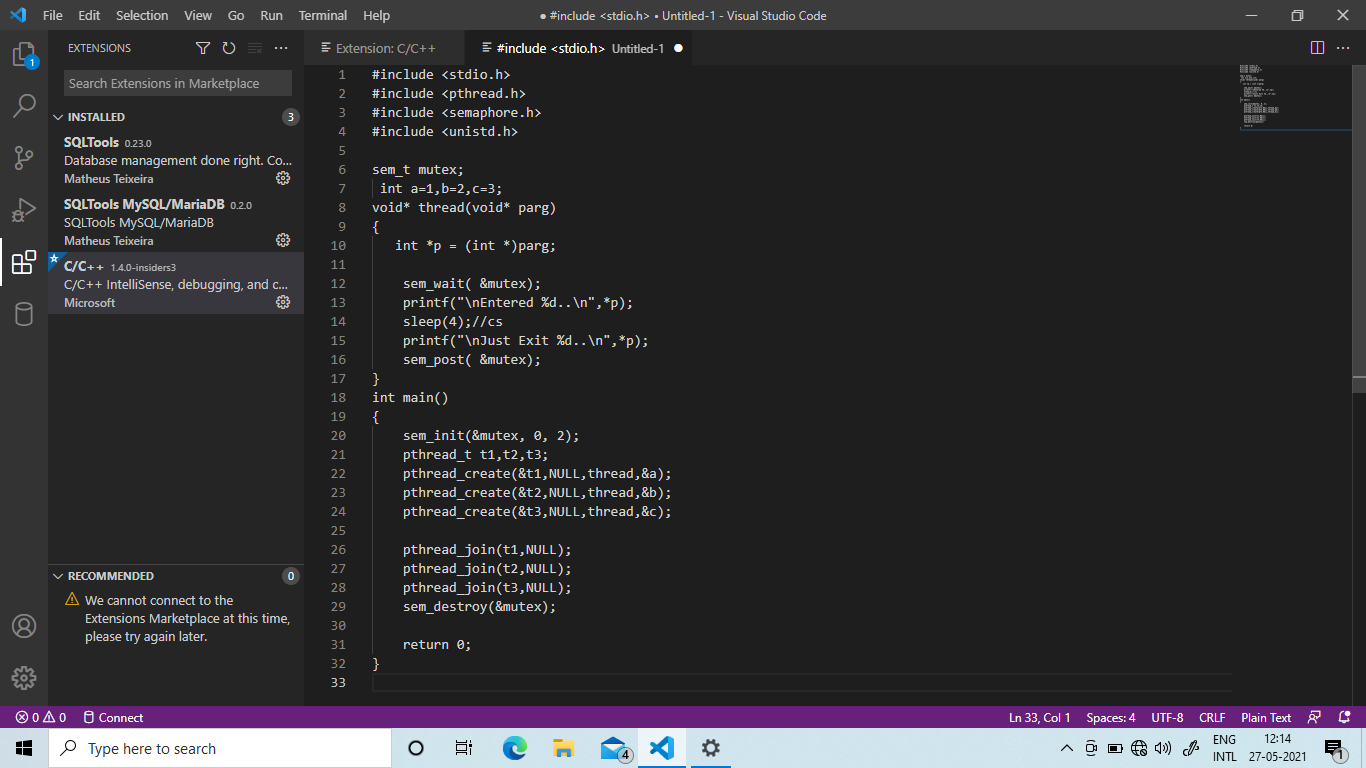 File Edit Selection View Go Run Terminal Help
● #include <stdio.h> • Untitled-1 - Visual Studio Code
1
EXTENSIONS
Search Extensions in Marketplace
INSTALLED 3
SQLTools 0.23.0
Database management done right. Co...
Matheus Teixeira
SQLTools MySQL/MariaDB 0.2.0
SQLTools MySQL/MariaDB
Matheus Teixeira
C/C++ 1.4.0-insiders3
C/C++ IntelliSense, debugging, and c...
Microsoft
RECOMMENDED 0
We cannot connect to the
Extensions Marketplace at this time,
please try again later.
Extension: C/C++
#include <stdio.h> Untitled-1 ●
1 #include <stdio.h>
2 #include <pthread.h>
3 #include <semaphore.h>
4 #include <unistd.h>
5
6 sem_t mutex;
7  int a=1,b=2,c=3;
8 void* thread(void* parg)
9 {
10    int *p = (int *)parg;
11
12     sem_wait( &mutex);
13     printf("\nEntered %d..\n",*p);
14     sleep(4);//cs
15     printf("\nJust Exit %d..\n",*p);
16     sem_post( &mutex);
17 }
18 int main()
19 {
20     sem_init(&mutex, 0, 2);
21     pthread_t t1,t2,t3;
22     pthread_create(&t1,NULL,thread,&a);
23     pthread_create(&t2,NULL,thread,&b);
24     pthread_create(&t3,NULL,thread,&c);
25
26     pthread_join(t1,NULL);
27     pthread_join(t2,NULL);
28     pthread_join(t3,NULL);
29     sem_destroy(&mutex);
30
31     return 0;
32 }
33
0 0 Connect
Ln 33, Col 1 Spaces: 4 UTF-8 CRLF Plain Text
Type here to search
4
ENG
INTL
12:14
27-05-2021
1